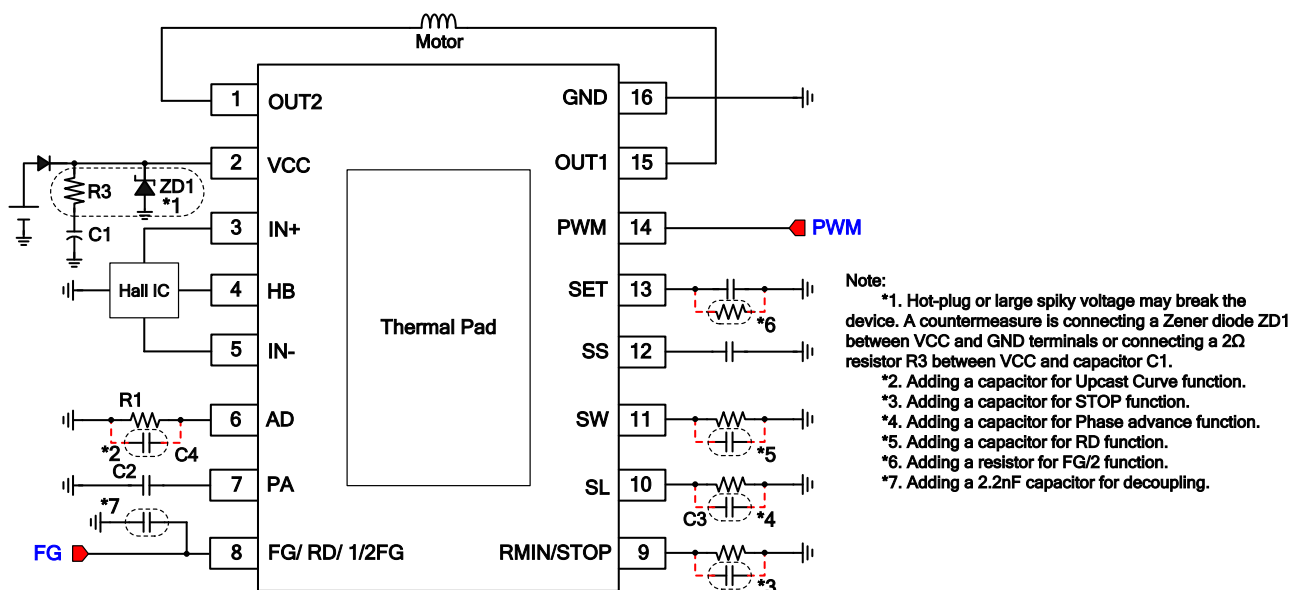 Motor
1 OUT2
GND 16
2 VCC
OUT1 15
R3
ZD1
*1
C1
3 IN+
PWM 14
PWM
Hall IC
4 HB
SET 13
*6
Thermal Pad
5 IN-
SS 12
R1
6 AD
*2
C4
SW 11
*5
C2
7 PA
SL 10
C3
*4
*7
FG
8 FG/ RD/ 1/2FG
RMIN/STOP 9
*3
Note:
*1. Hot-plug or large spiky voltage may break the
device. A countermeasure is connecting a Zener diode ZD1
between VCC and GND terminals or connecting a 2Ω
resistor R3 between VCC and capacitor C1.
*2. Adding a capacitor for Upcast Curve function.
*3. Adding a capacitor for STOP function.
*4. Adding a capacitor for Phase advance function.
*5. Adding a capacitor for RD function.
*6. Adding a resistor for FG/2 function.
*7. Adding a 2.2nF capacitor for decoupling.